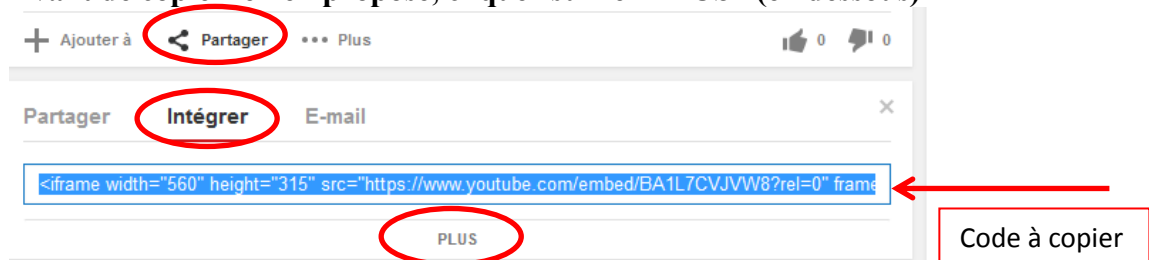 Ajouter à Partager ••• Plus 0 0
Partager Intégrer E-mail ×
<iframe width="560" height="315" src="https://www.youtube.com/embed/BA1L7CVJVW8?rel=0" frame
PLUS
Code à copier